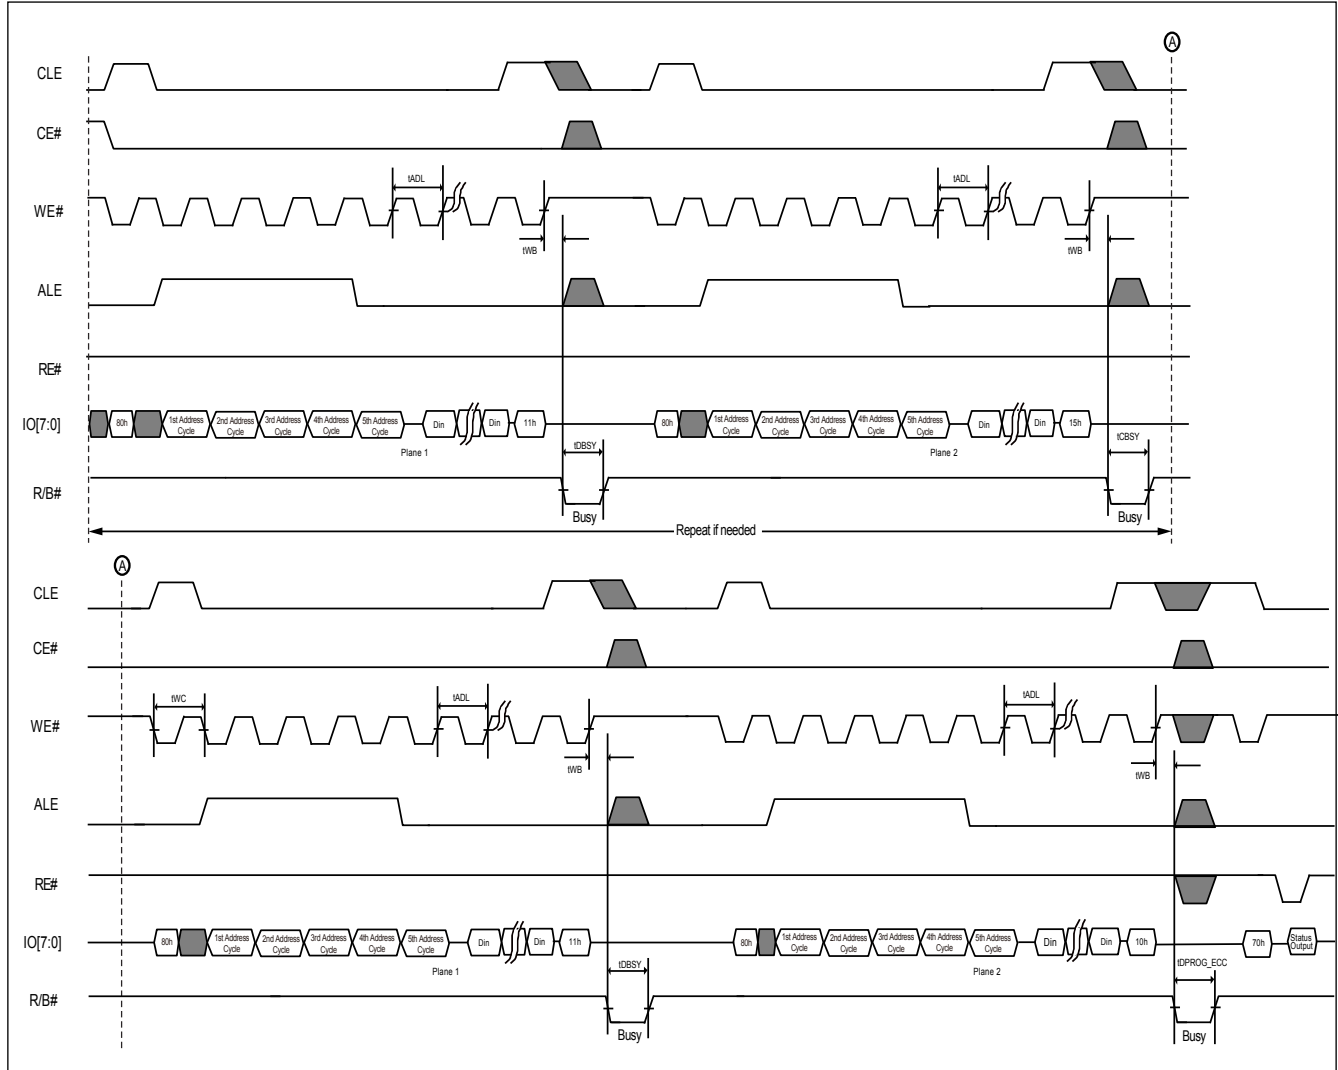 A
CLE
CE#
tADL tADL
WE#
tWB tWB
ALE
RE#
IO[7:0] 80h 1st Address Cycle 2nd Address Cycle 3rd Address Cycle 4th Address Cycle 5th Address Cycle Din Din 11h 80h 1st Address Cycle 2nd Address Cycle 3rd Address Cycle 4th Address Cycle 5th Address Cycle Din Din 15h
tDBSY tCBSY
Plane 1 Plane 2
R/B#
Busy Busy
Repeat if needed
A
CLE
CE#
tWC tADL tADL
WE#
tWB tWB
ALE
RE#
IO[7:0] 80h 1st Address Cycle 2nd Address Cycle 3rd Address Cycle 4th Address Cycle 5th Address Cycle Din Din 11h 80h 1st Address Cycle 2nd Address Cycle 3rd Address Cycle 4th Address Cycle 5th Address Cycle Din Din 10h 70h Status Output
tDBSY tDPROG_ECC
Plane 1 Plane 2
R/B#
Busy Busy